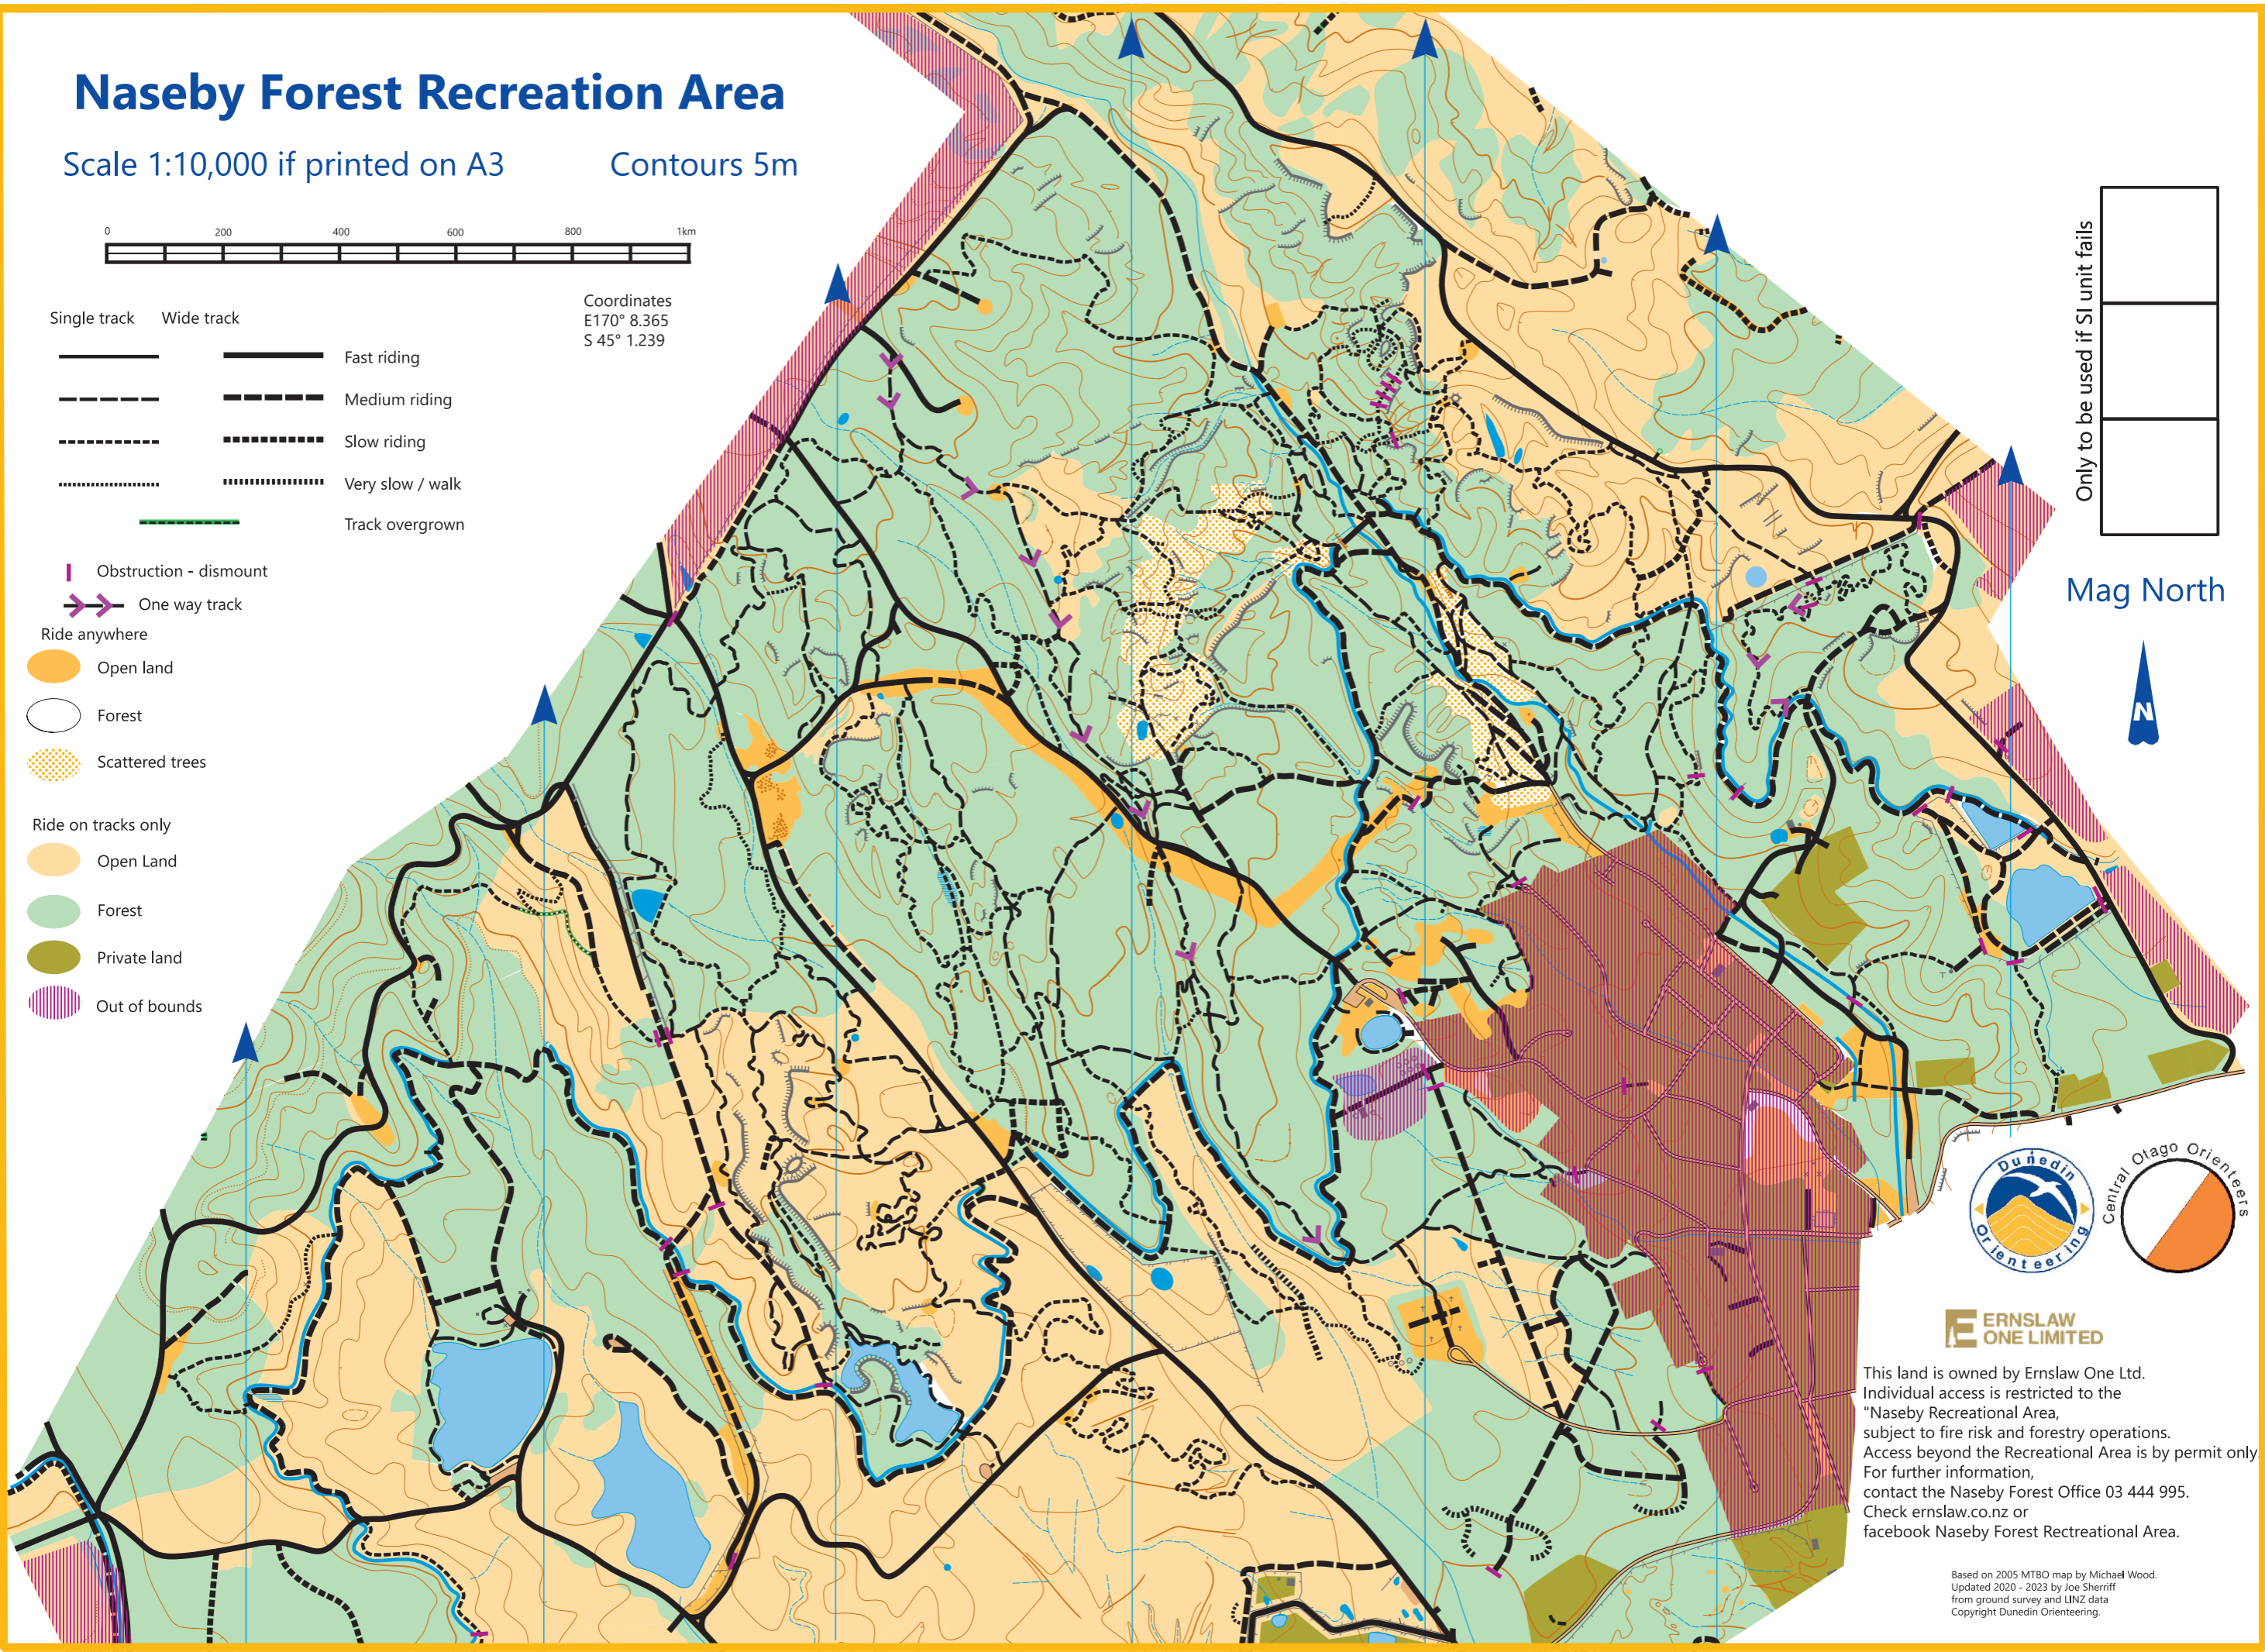 Naseby Forest Recreation Area
Scale 1:10,000 if printed on A3
Contours 5m
0 200 400 600 800 1km
Coordinates
E170° 8.365
S 45° 1.239
Single track Wide track
Fast riding
Medium riding
Slow riding
Very slow / walk
Track overgrown
Obstruction - dismount
One way track
Ride anywhere
Open land
Forest
Scattered trees
Ride on tracks only
Open Land
Forest
Private land
Out of bounds
Only to be used if SI unit fails
Mag North
N
Dunedin
Orienteering
Central Otago Orienteers
ERNSLAW
ONE LIMITED
This land is owned by Ernslaw One Ltd.
Individual access is restricted to the
"Naseby Recreational Area,
subject to fire risk and forestry operations.
Access beyond the Recreational Area is by permit only.
For further information,
contact the Naseby Forest Office 03 444 995.
Check ernslaw.co.nz or
facebook Naseby Forest Rectreational Area.
Based on 2005 MTBO map by Michael Wood.
Updated 2020 - 2023 by Joe Sherriff
from ground survey and LINZ data
Copyright Dunedin Orienteering.